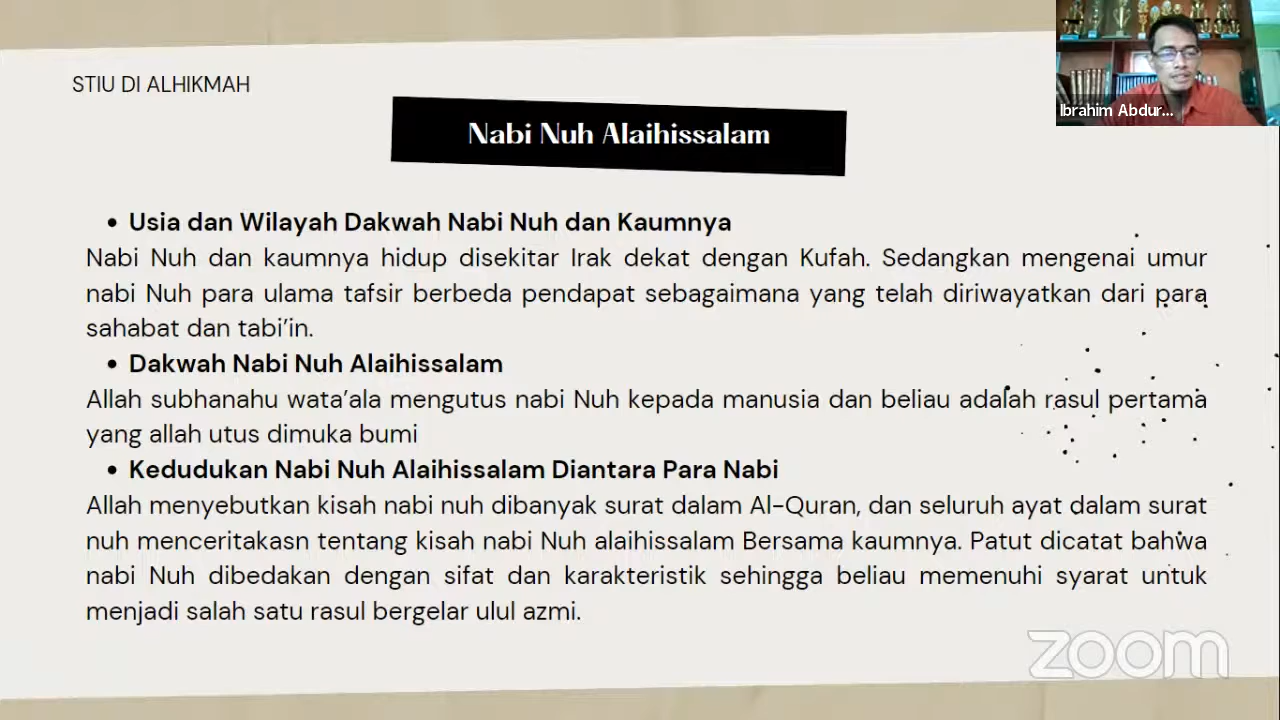 STIU DI ALHIKMAH
Ibrahim Abdur...
Nabi Nuh Alaihissalam
• Usia dan Wilayah Dakwah Nabi Nuh dan Kaumnya
Nabi Nuh dan kaumnya hidup disekitar Irak dekat dengan Kufah. Sedangkan mengenai umur
nabi Nuh para ulama tafsir berbeda pendapat sebagaimana yang telah diriwayatkan dari para
sahabat dan tabi’in.
• Dakwah Nabi Nuh Alaihissalam
Allah subhanahu wata’ala mengutus nabi Nuh kepada manusia dan beliau adalah rasul pertama
yang allah utus dimuka bumi
• Kedudukan Nabi Nuh Alaihissalam Diantara Para Nabi
Allah menyebutkan kisah nabi nuh dibanyak surat dalam Al-Quran, dan seluruh ayat dalam surat
nuh menceritakasn tentang kisah nabi Nuh alaihissalam Bersama kaumnya. Patut dicatat bahwa
nabi Nuh dibedakan dengan sifat dan karakteristik sehingga beliau memenuhi syarat untuk
menjadi salah satu rasul bergelar ulul azmi.
zoom